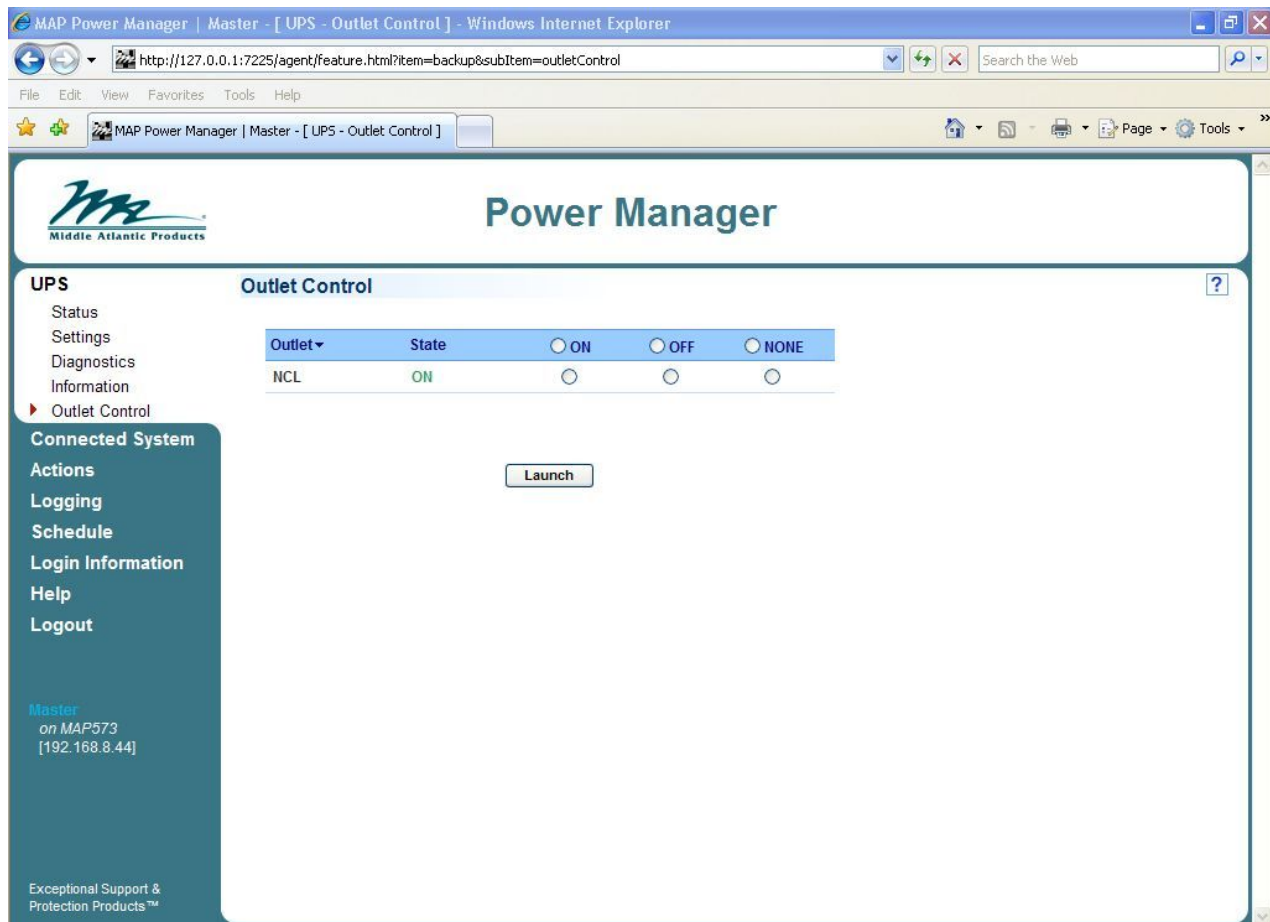 MAP Power Manager | Master - [ UPS - Outlet Control ] - Windows Internet Explorer
http://127.0.0.1:7225/agent/feature.html?item=backup&subItem=outletControl
Search the Web
File Edit View Favorites Tools Help
MAP Power Manager | Master - [ UPS - Outlet Control ]
Page Tools »
Middle Atlantic Products
Power Manager
UPS
Status
Settings
Diagnostics
Information
Outlet Control
Connected System
Actions
Logging
Schedule
Login Information
Help
Logout
Master
on MAP573
[192.168.8.44]
Exceptional Support &
Protection Products™
Outlet Control
?
Outlet State ON OFF NONE
NCL ON
Launch